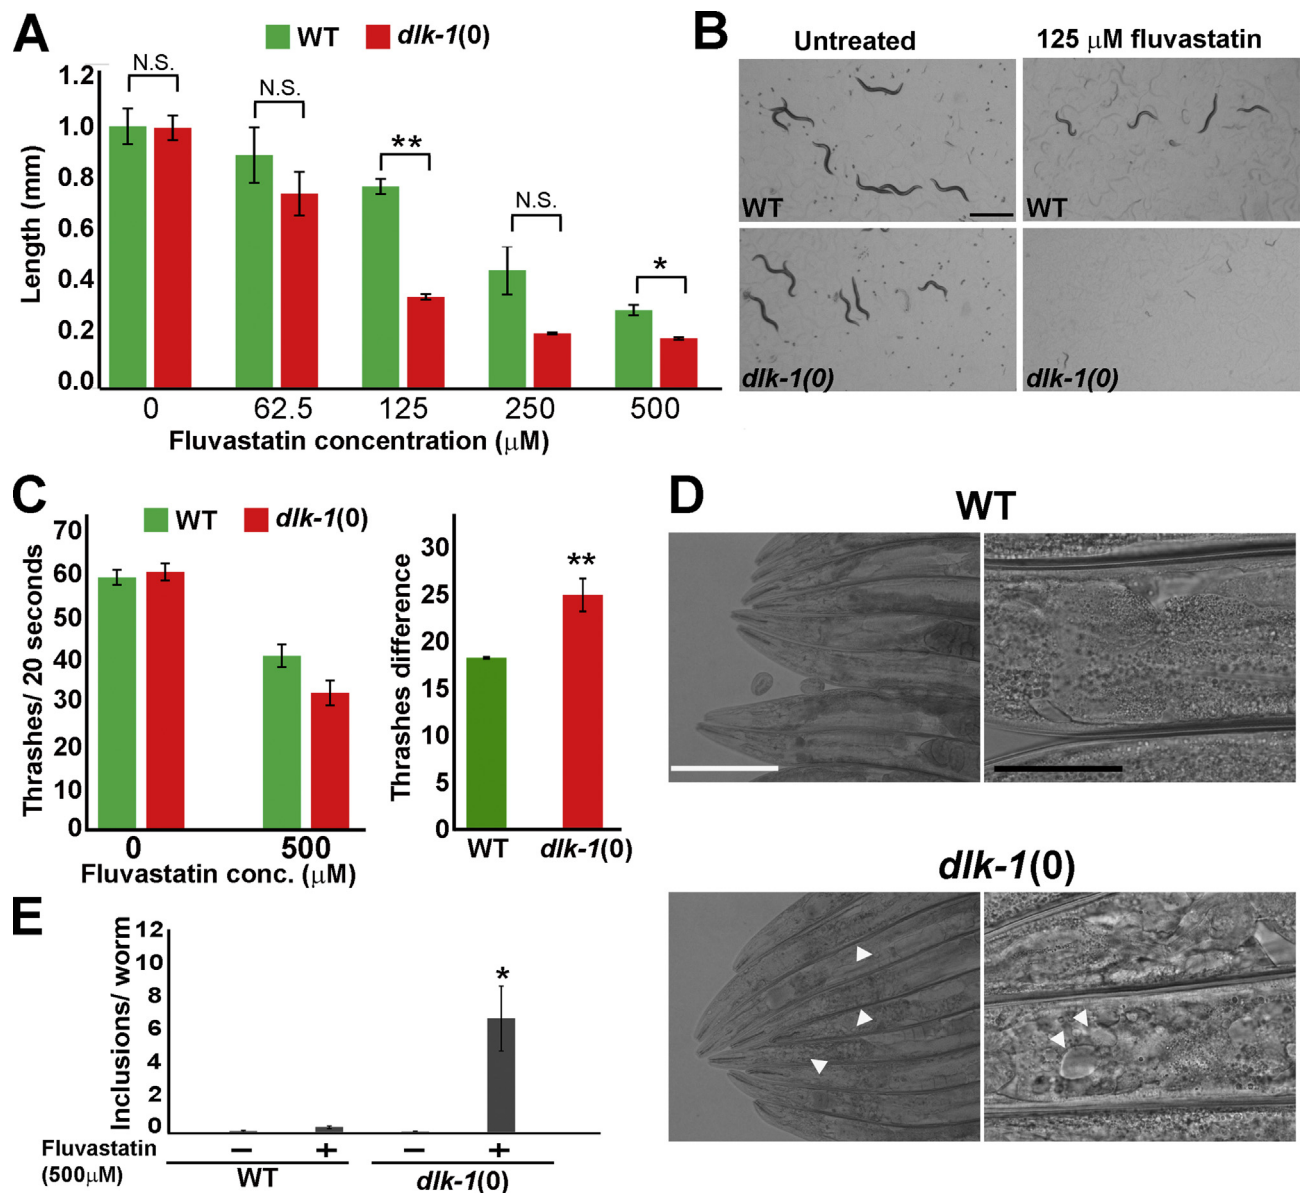 A
WT dlk-1(0)
N.S.
N.S.
**
N.S.
*
1.2
1.0
0.8
0.6
0.4
0.2
0.0
Length (mm)
0 62.5 125 250 500
Fluvastatin concentration (μM)
B
Untreated
125 μM fluvastatin
WT
WT
dlk-1(0)
dlk-1(0)
C
WT dlk-1(0)
70
60
50
40
30
20
10
0
Thrashes/ 20 seconds
0 500
Fluvastatin conc. (μM)
30
25
20
15
10
5
0
Thrashes difference
**
WT dlk-1(0)
D
WT
dlk-1(0)
E
12
10
8
6
4
2
0
Inclusions/ worm
*
Fluvastatin
(500μM)
− + − +
WT dlk-1(0)